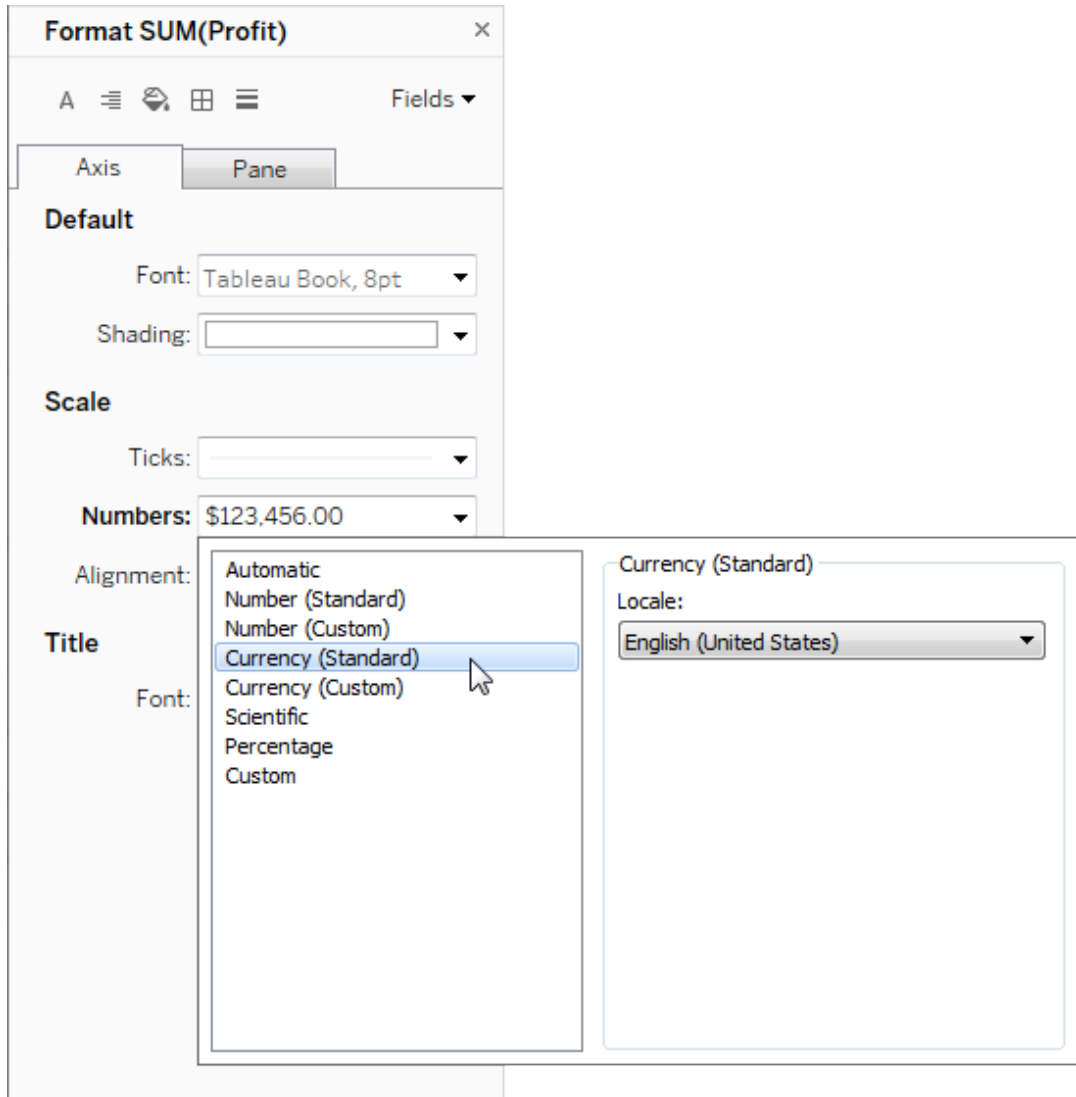 Format SUM(Profit) ×
A Fields
Axis Pane
Default
Font: Tableau Book, 8pt
Shading:
Scale
Ticks:
Numbers: $123,456.00
Alignment:
Automatic
Number (Standard)
Number (Custom)
Currency (Standard)
Currency (Custom)
Scientific
Percentage
Custom
Currency (Standard)
Locale:
English (United States)
Title
Font: